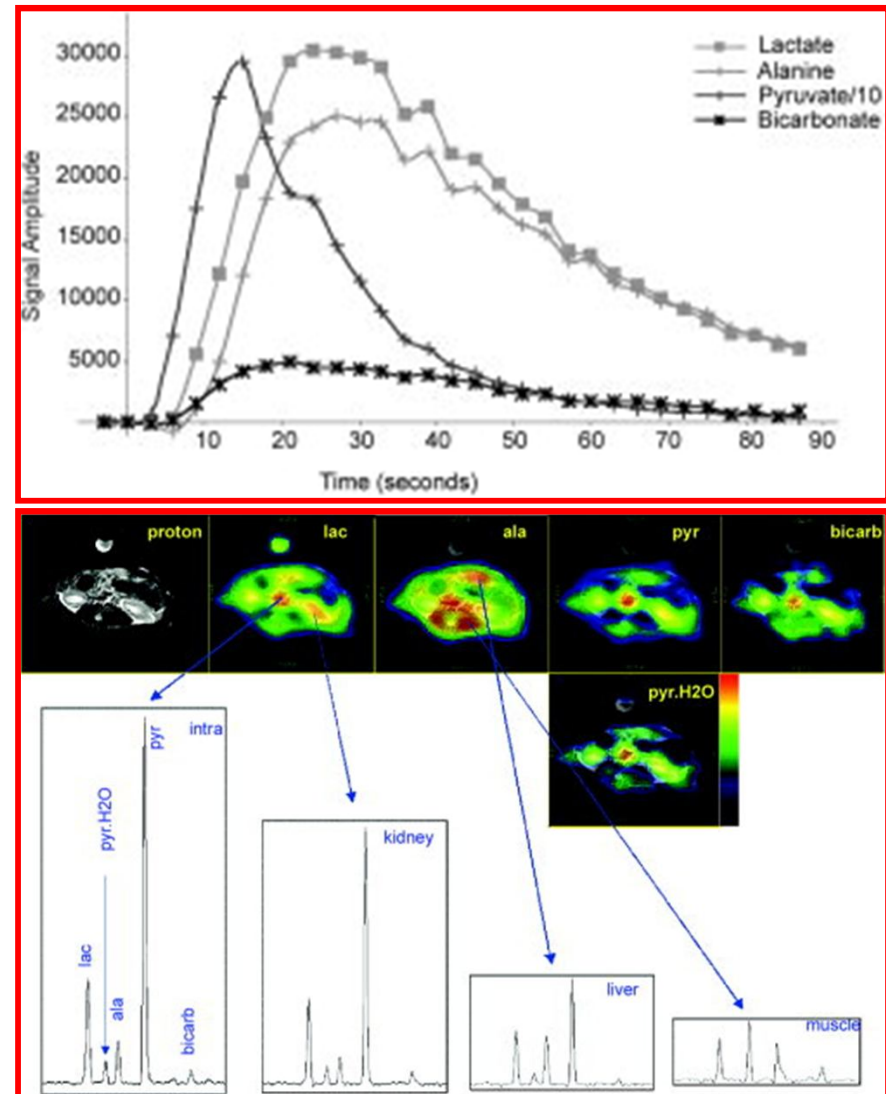 30000
25000
20000
15000
10000
5000
Signal Amplitude
Lactate
Alanine
Pyruvate/10
Bicarbonate
10 20 30 40 50 60 70 80 90
Time (seconds)
proton lac ala pyr bicarb
pyr.H2O
intra
pyr
pyr.H2O
lac
ala
bicarb
kidney
liver
muscle